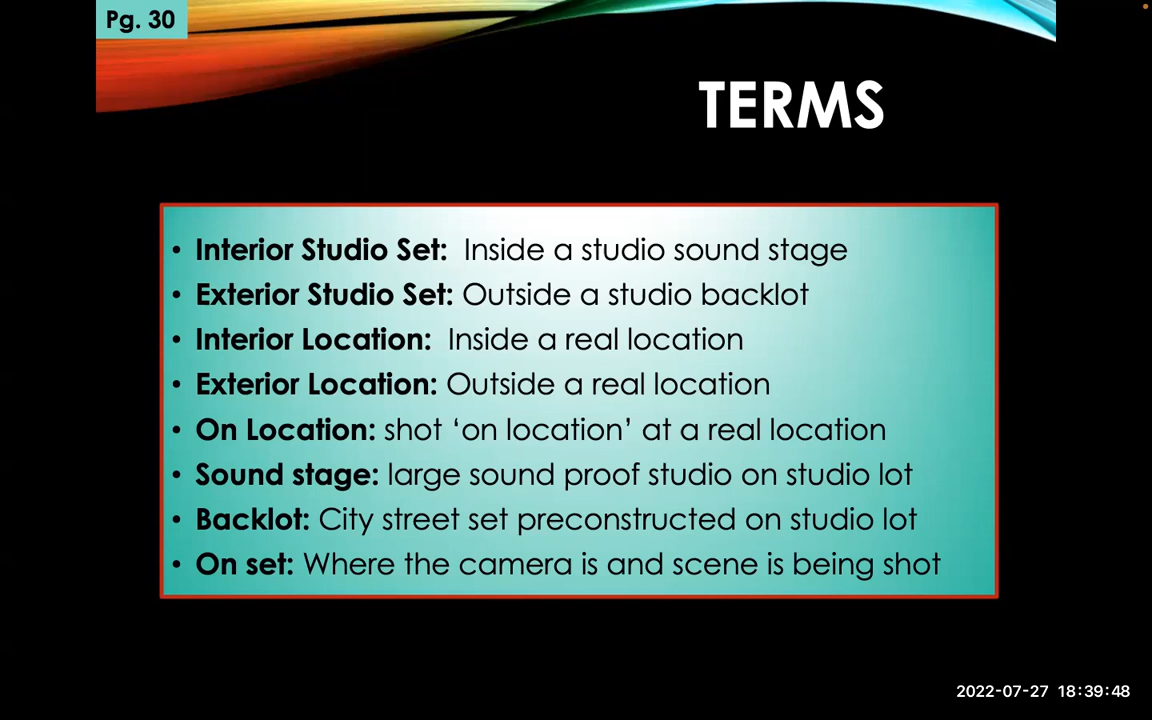 Pg. 30
TERMS
• Interior Studio Set: Inside a studio sound stage
• Exterior Studio Set: Outside a studio backlot
• Interior Location: Inside a real location
• Exterior Location: Outside a real location
• On Location: shot ‘on location’ at a real location
• Sound stage: large sound proof studio on studio lot
• Backlot: City street set preconstructed on studio lot
• On set: Where the camera is and scene is being shot
2022-07-27 18:39:48